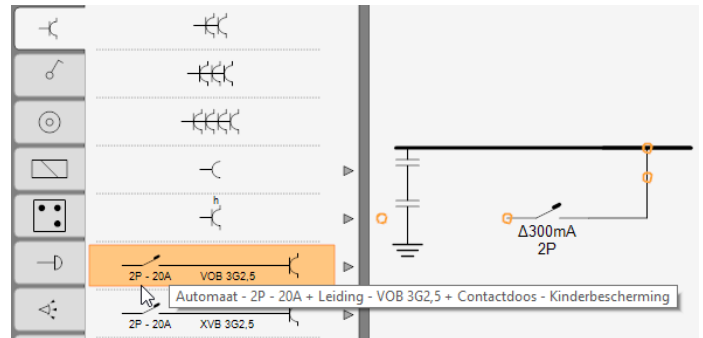 h
Δ300mA
2P
2P - 20A VOB 3G2,5
Automaat - 2P - 20A + Leiding - VOB 3G2,5 + Contactdoos - Kinderbescherming
2P - 20A XVB 3G2,5